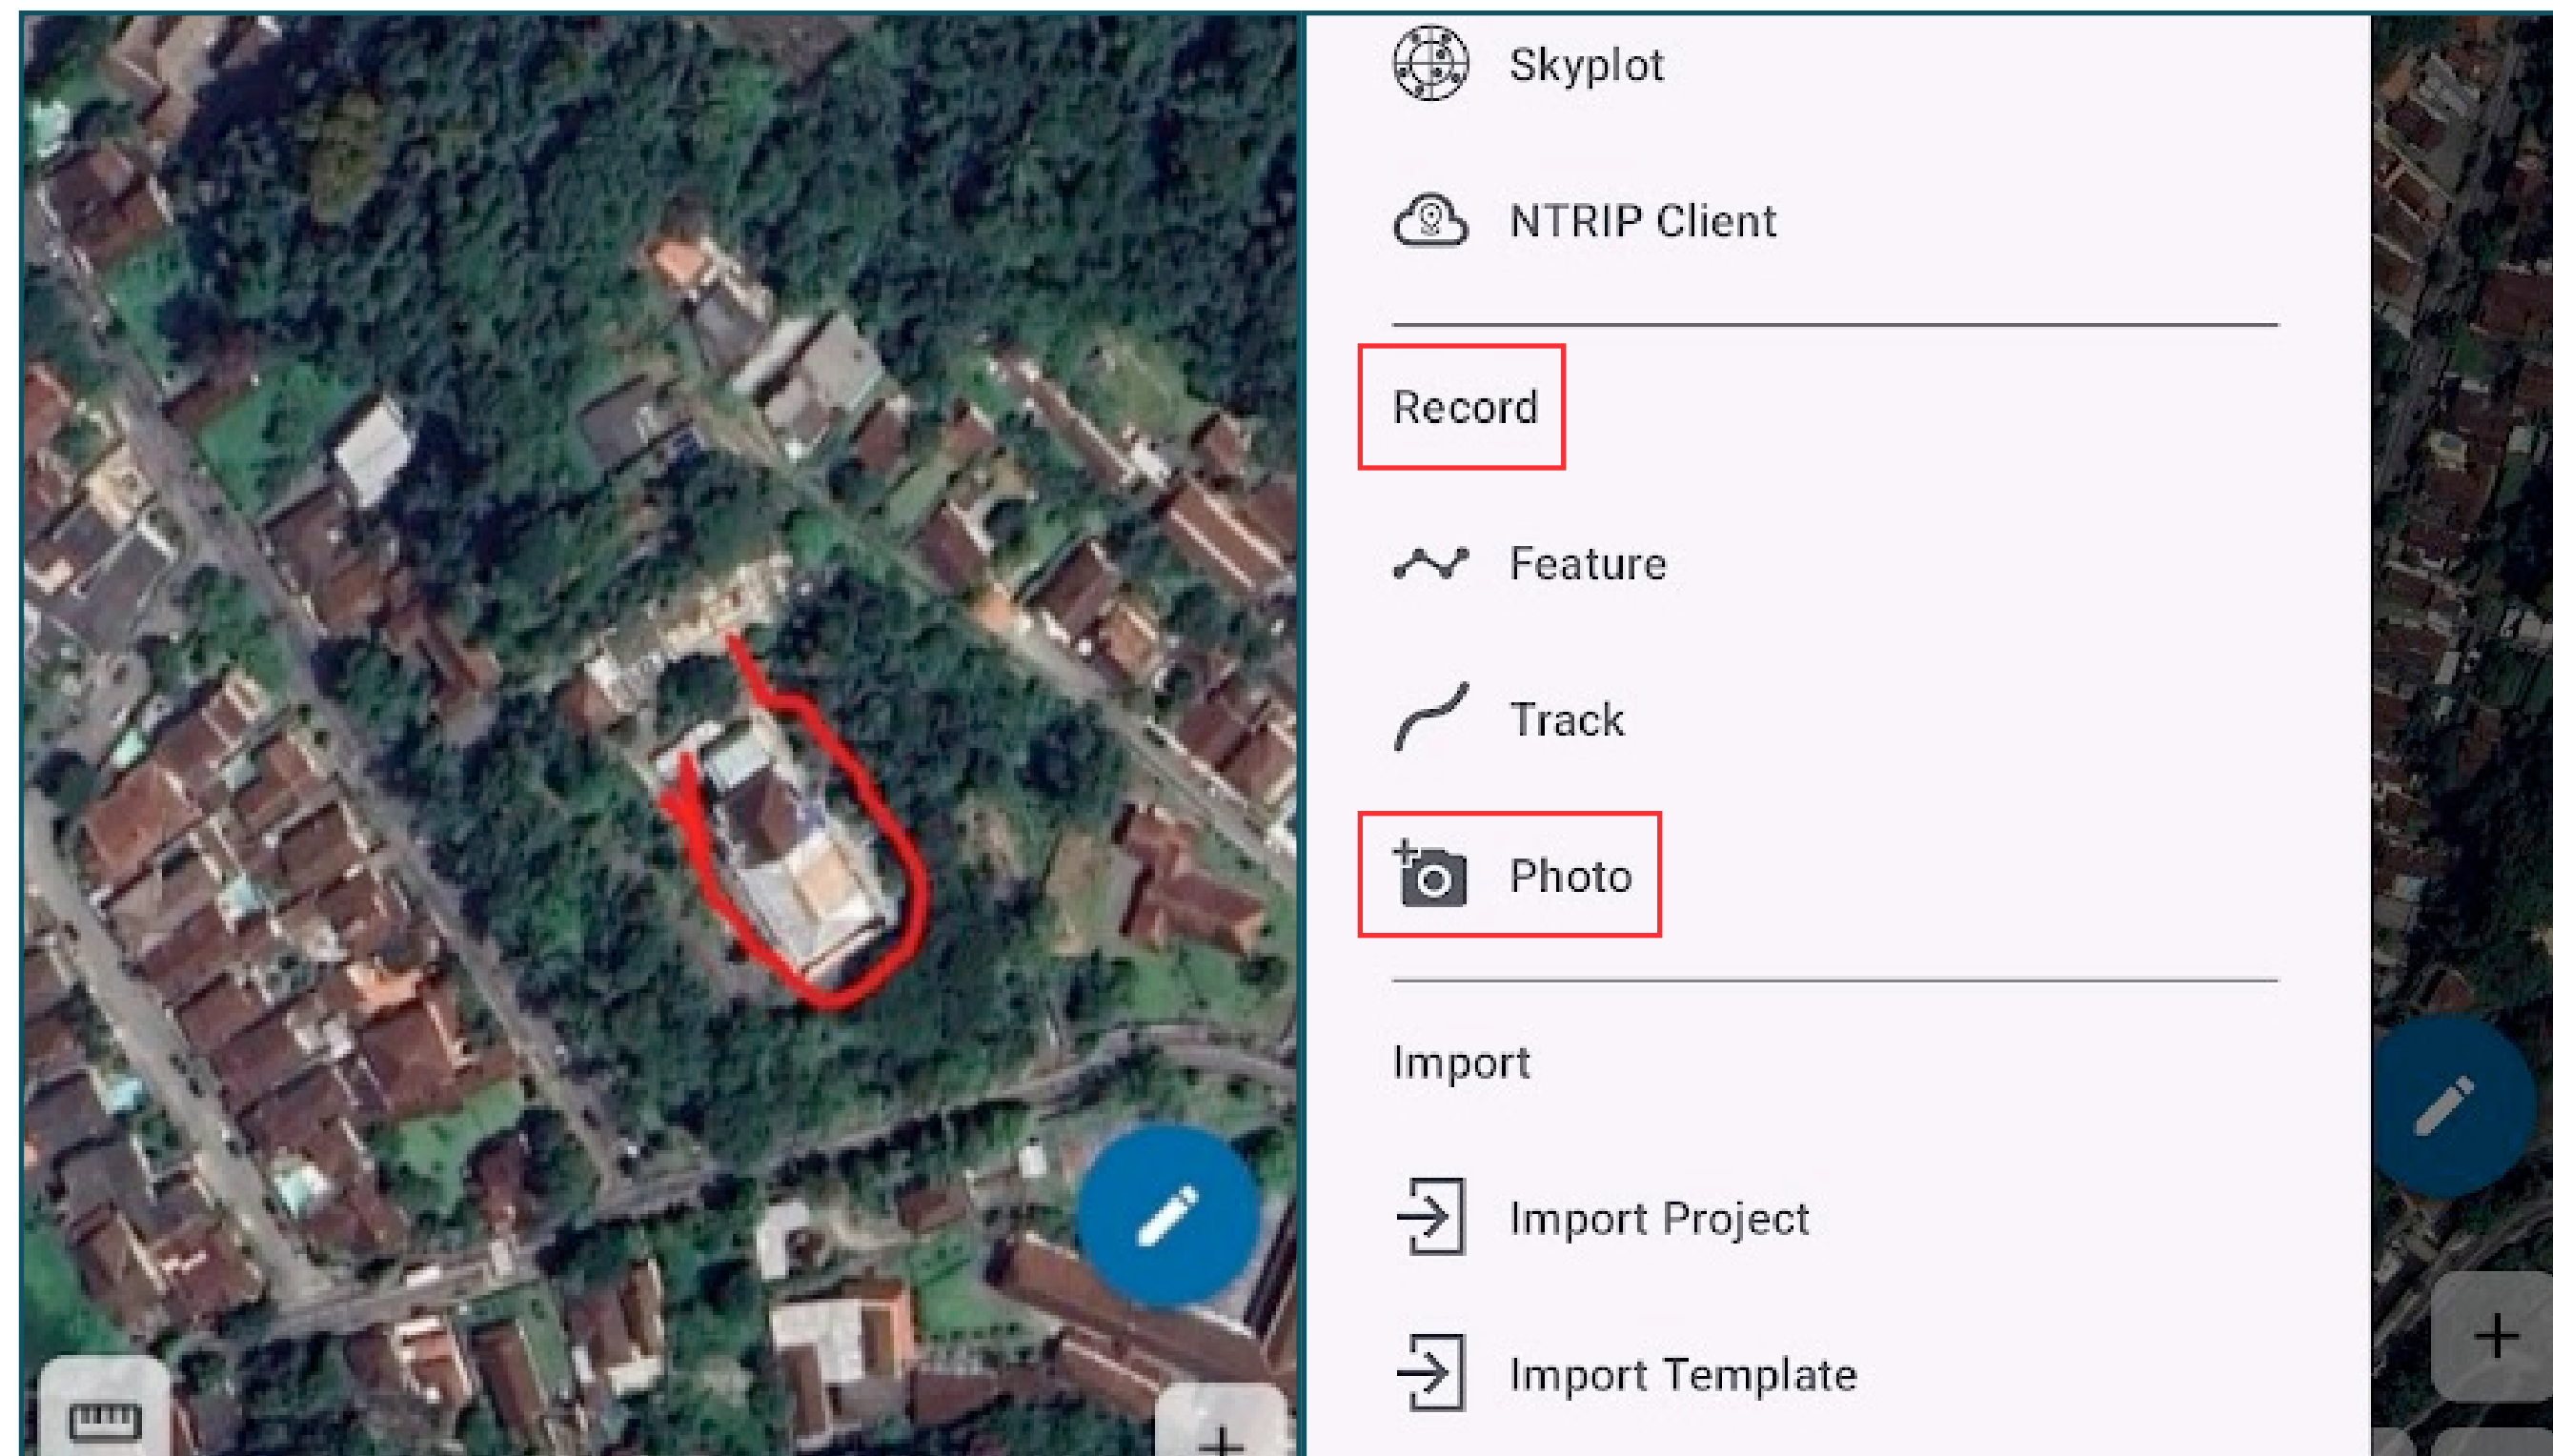 Skyplot
NTRIP Client
Record
Feature
Track
Photo
Import
Import Project
Import Template